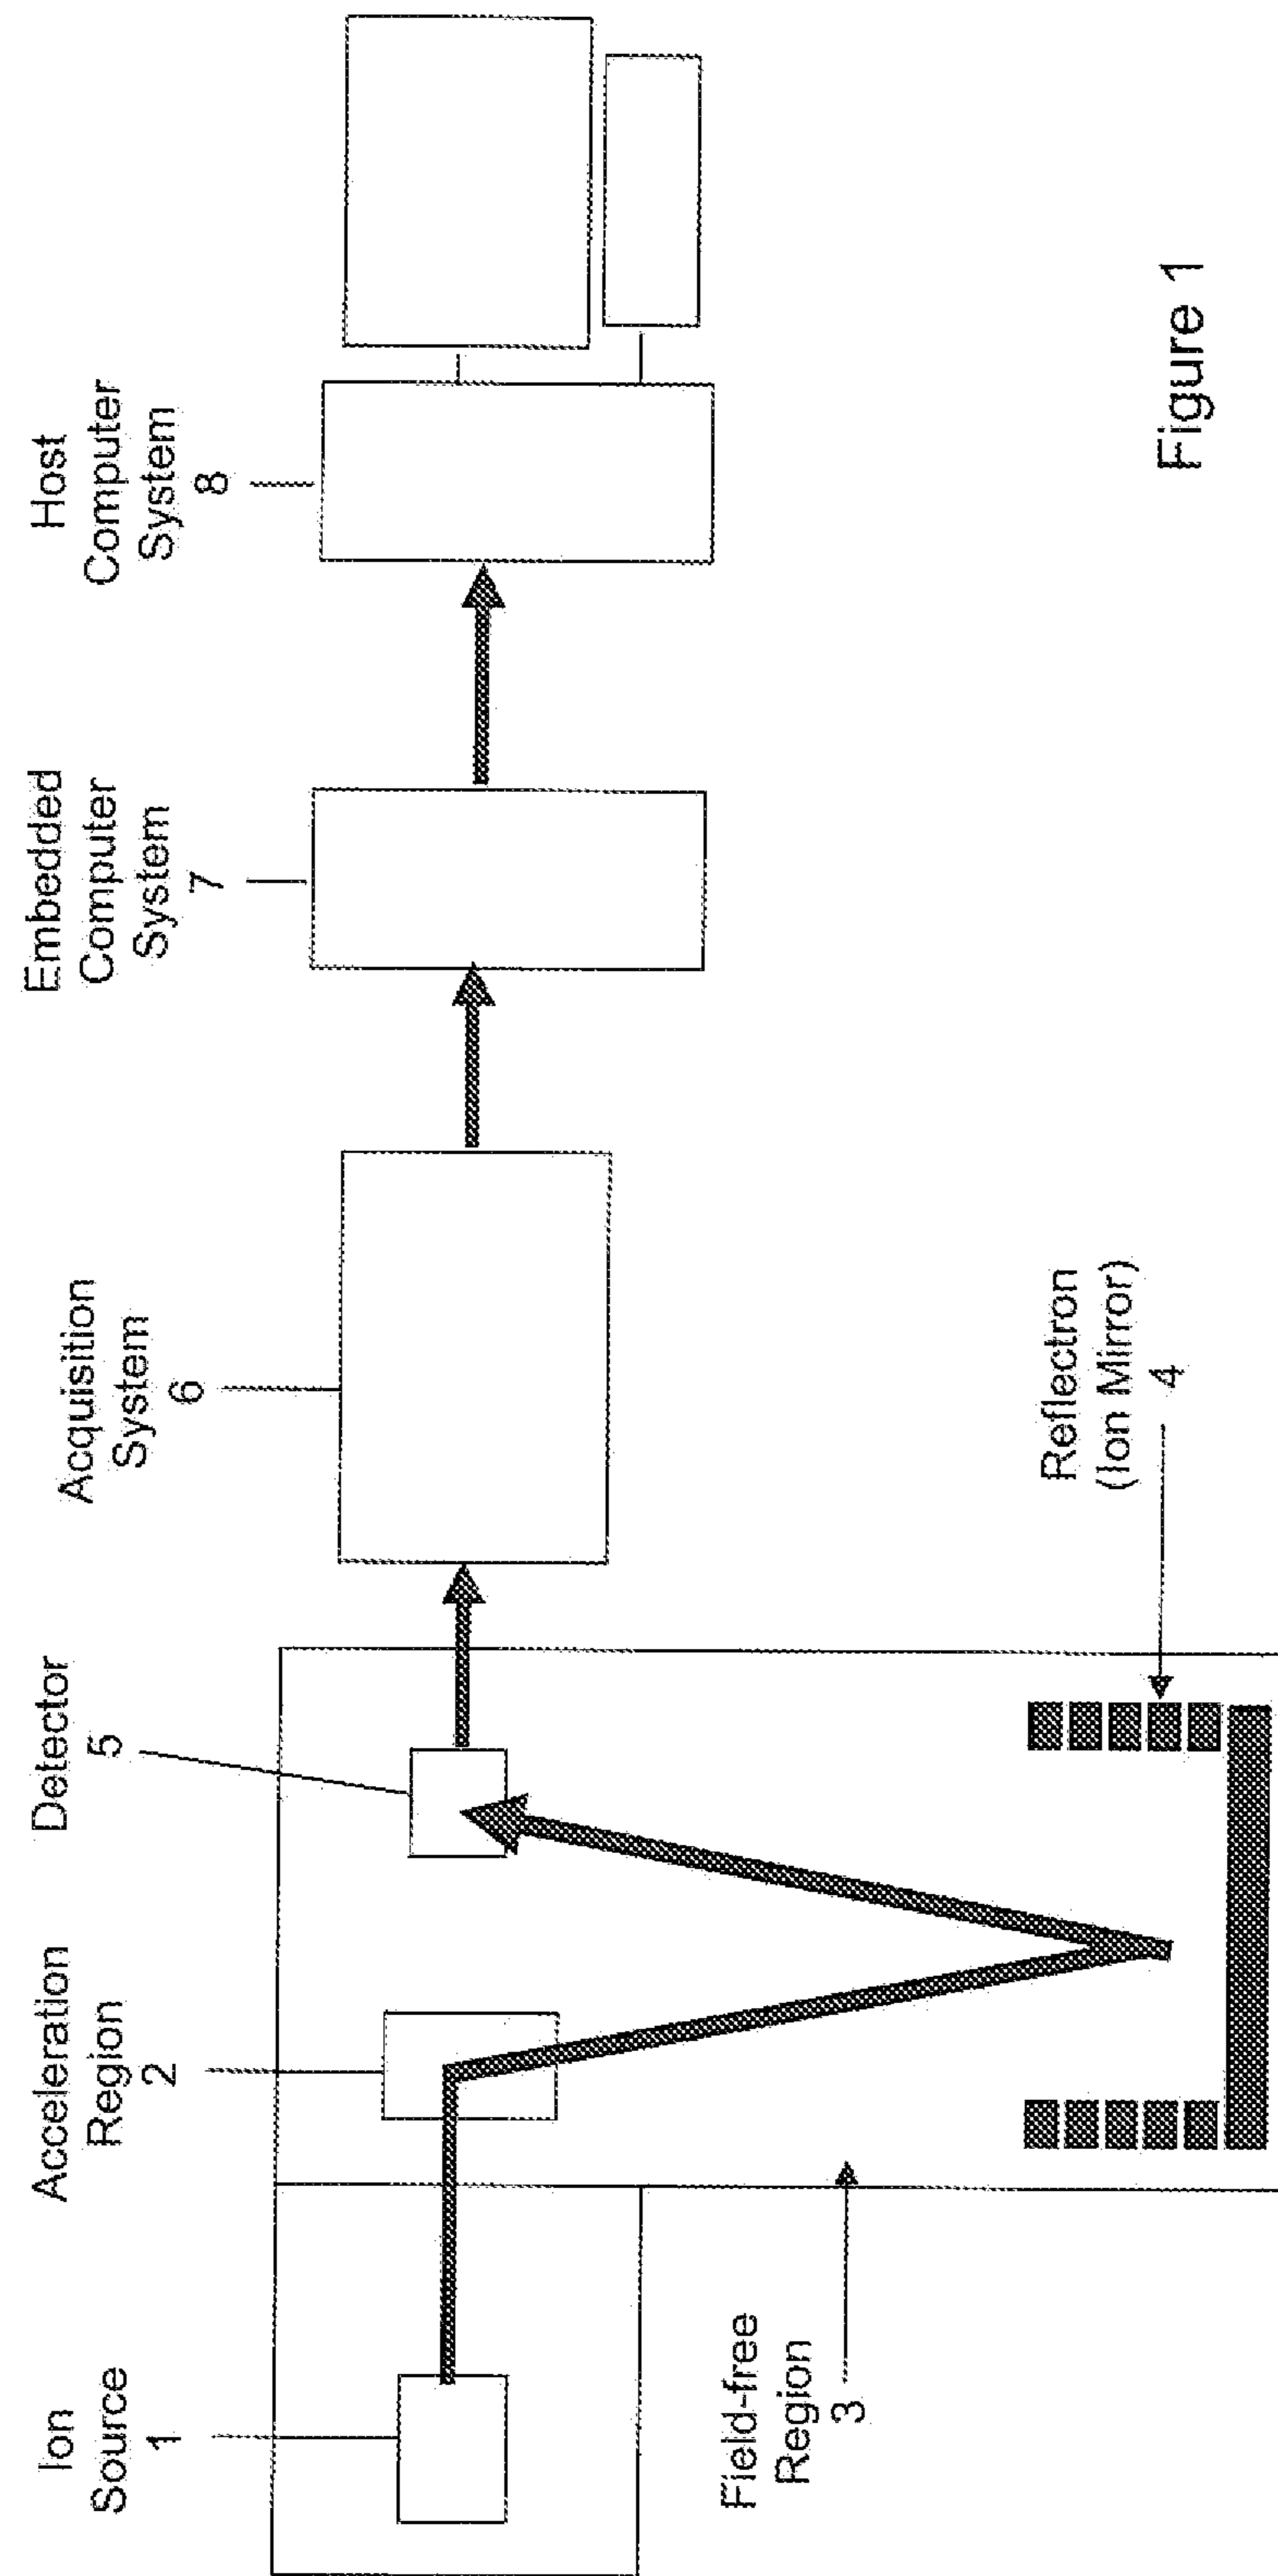 Ion
Source
1
Acceleration
Region
2
Detector
5
Acquisition
System
6
Embedded
Computer
System
7
Host
Computer
System
8
Field-free
Region
3
Reflectron
(Ion Mirror)
4
Figure 1